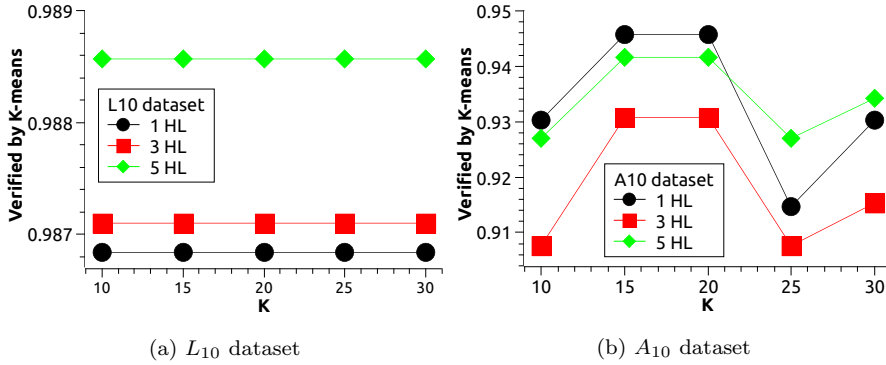 0.989
0.988
0.987
Verified by K-means
L10 dataset
1 HL
3 HL
5 HL
10 15 20 25 30
K
(a) L10 dataset
0.95
0.94
0.93
0.92
0.91
Verified by K-means
A10 dataset
1 HL
3 HL
5 HL
10 15 20 25 30
K
(b) A10 dataset